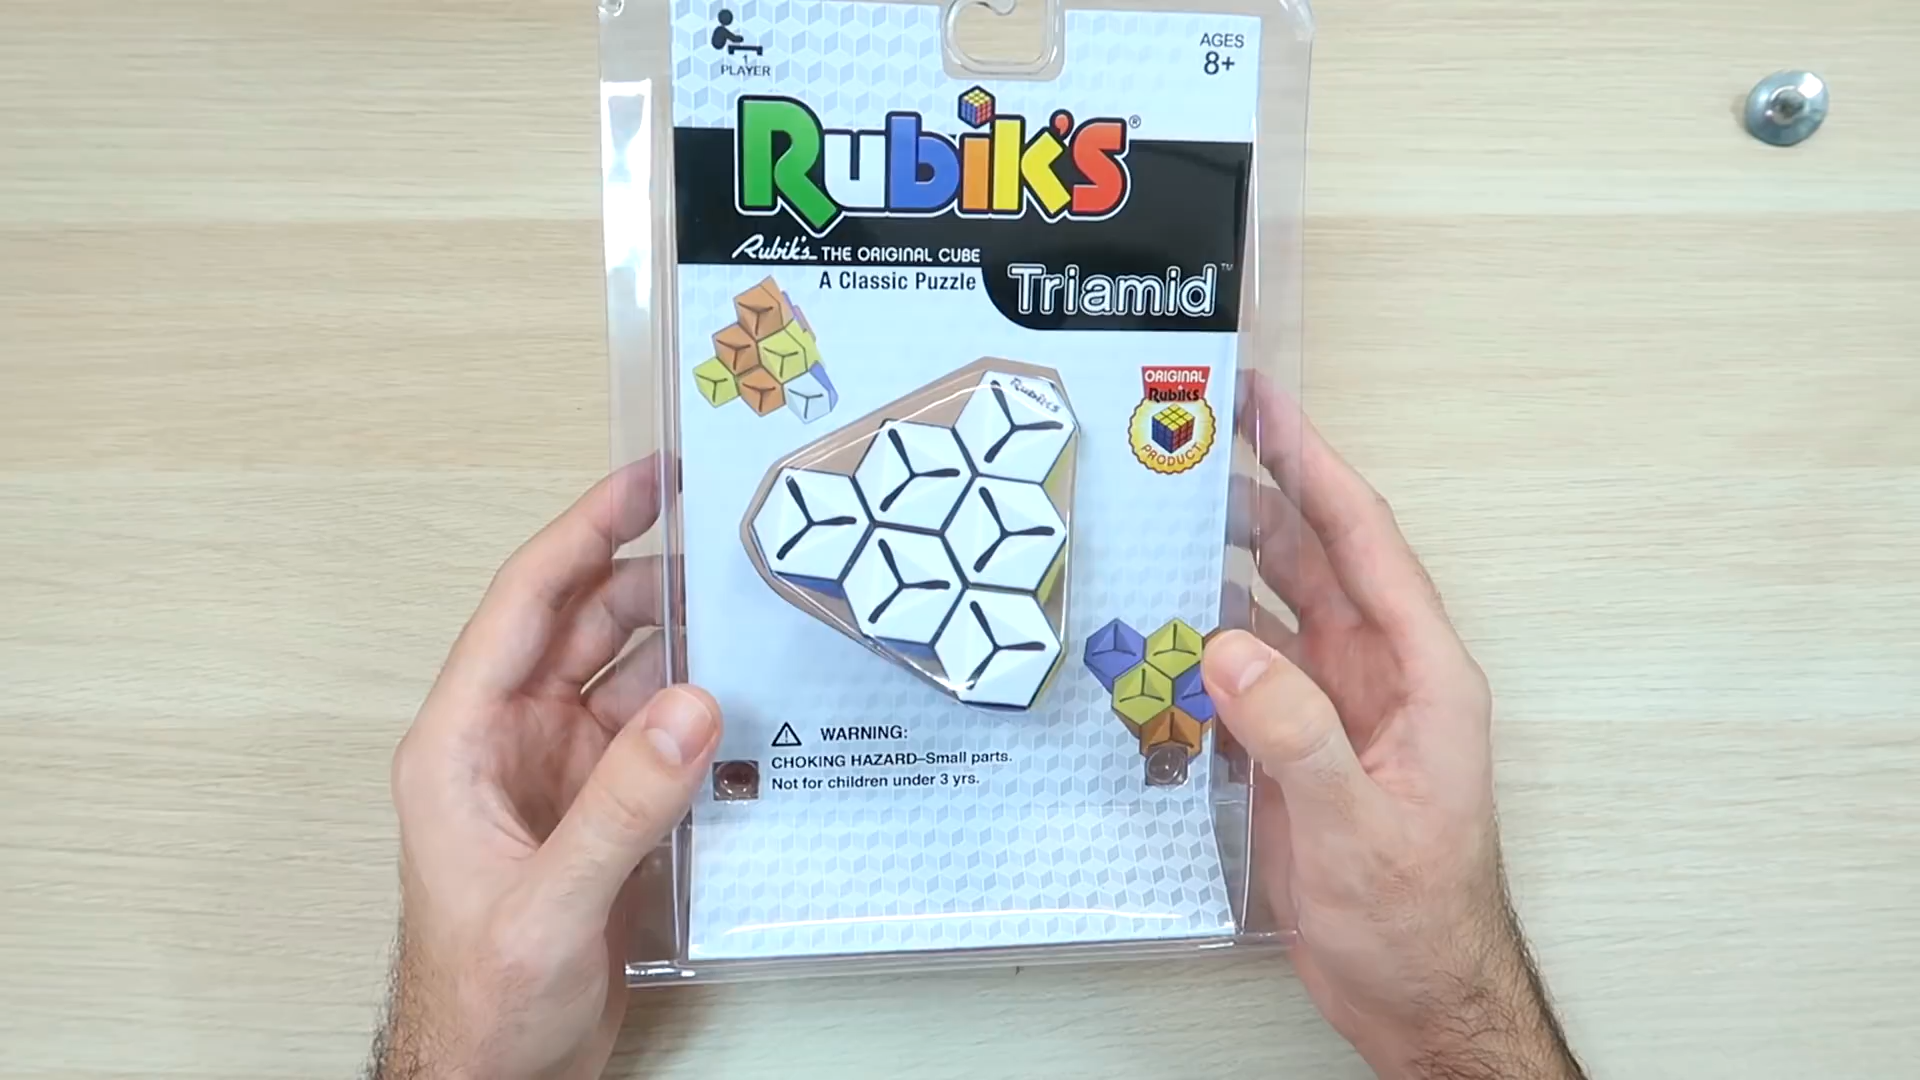 1
PLAYER
AGES
8+
RUbik's®
Rubik's THE ORIGINAL CUBE
A Classic Puzzle
Triamid™
Rubik's
ORIGINAL
Rubik's
PRODUCT
WARNING:
CHOKING HAZARD–Small parts.
Not for children under 3 yrs.